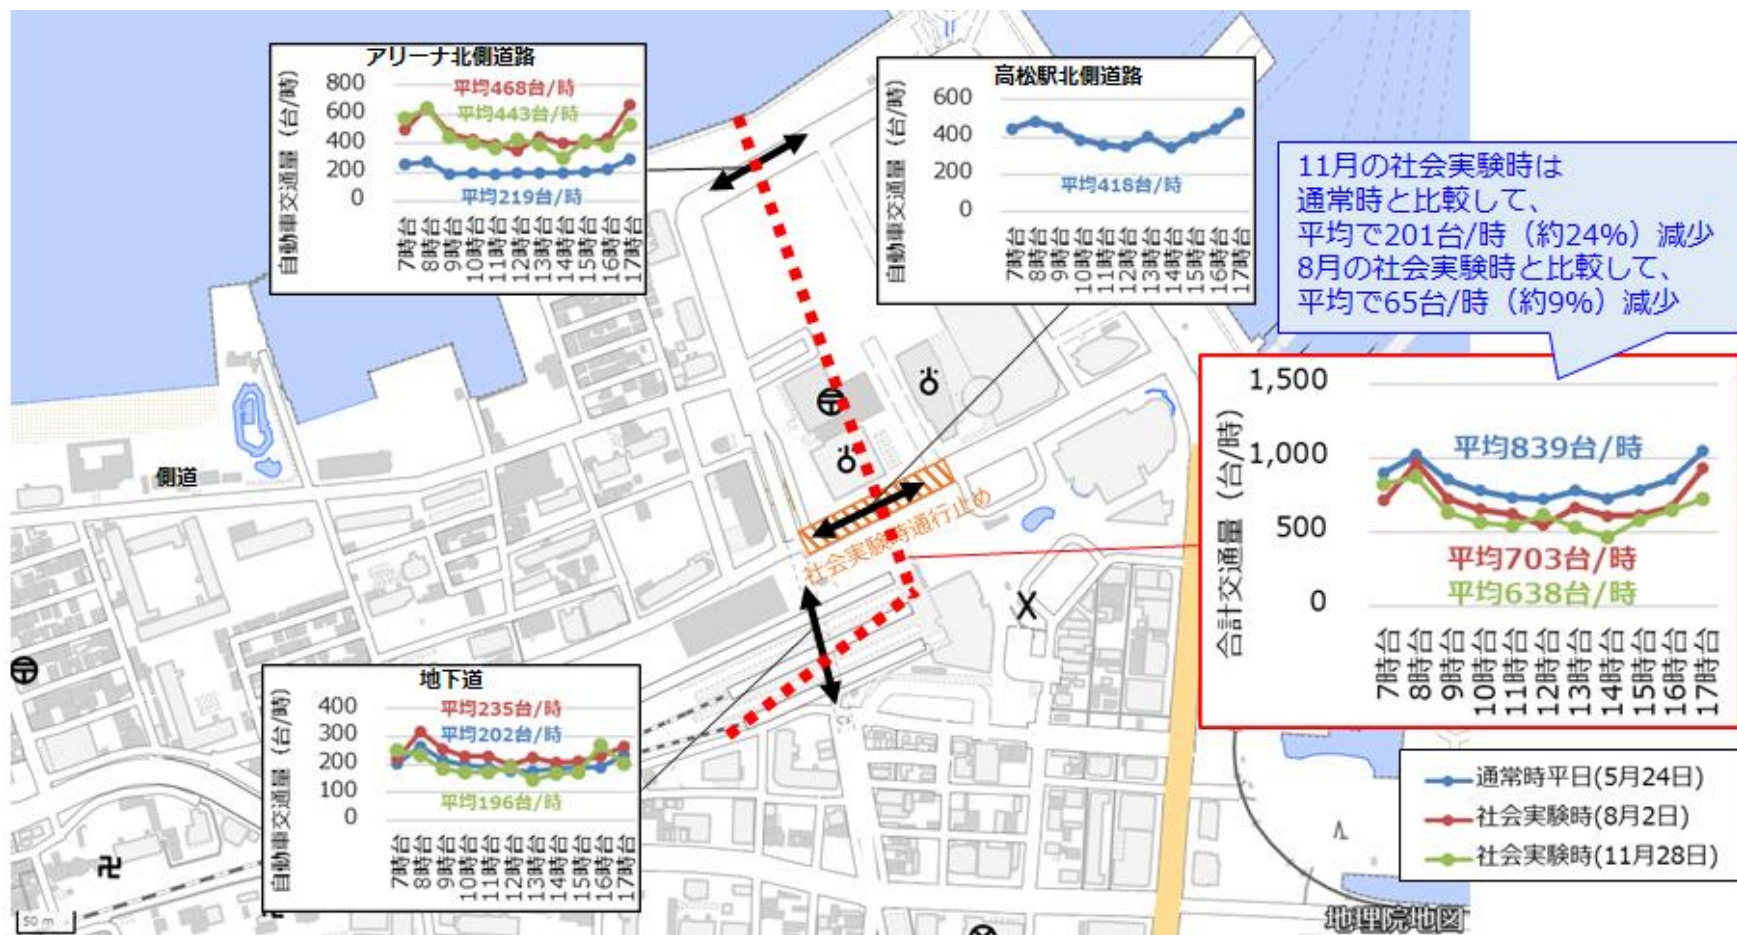 アリーナ北側道路
自動車交通量（台/時）
800
600
400
200
0
平均468台/時
平均443台/時
平均219台/時
7時台
8時台
9時台
10時台
11時台
12時台
13時台
14時台
15時台
16時台
17時台
高松駅北側道路
自動車交通量（台/時）
600
400
200
0
平均418台/時
7時台
8時台
9時台
10時台
11時台
12時台
13時台
14時台
15時台
16時台
17時台
11月の社会実験時は
通常時と比較して、
平均で201台/時（約24%）減少
8月の社会実験時と比較して、
平均で65台/時（約9%）減少
合計交通量（台/時）
1,500
1,000
500
0
平均839台/時
平均703台/時
平均638台/時
7時台
8時台
9時台
10時台
11時台
12時台
13時台
14時台
15時台
16時台
17時台
側道
社会実験時通行止め
地下道
自動車交通量（台/時）
400
300
200
100
0
平均235台/時
平均202台/時
平均196台/時
7時台
8時台
9時台
10時台
11時台
12時台
13時台
14時台
15時台
16時台
17時台
通常時平日(5月24日)
社会実験時(8月2日)
社会実験時(11月28日)
50 m
地理院地図